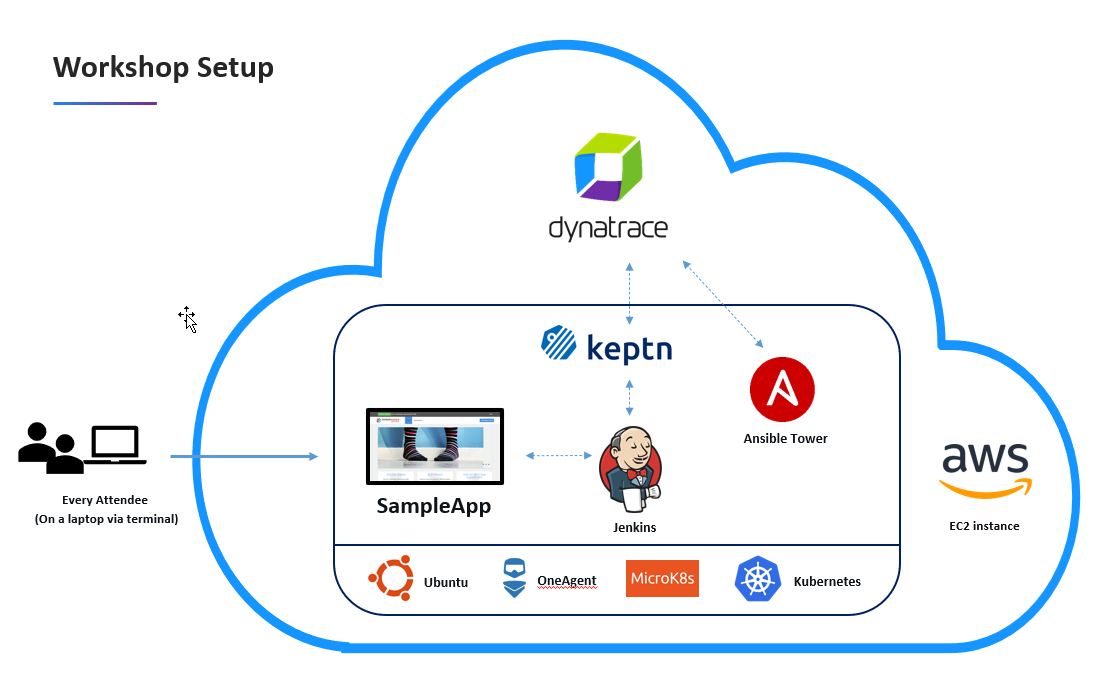 Workshop Setup
dynatrace
keptn
Ansible Tower
SampleApp
Jenkins
Every Attendee
(On a laptop via terminal)
aws
EC2 instance
Ubuntu
OneAgent
MicroK8s
Kubernetes